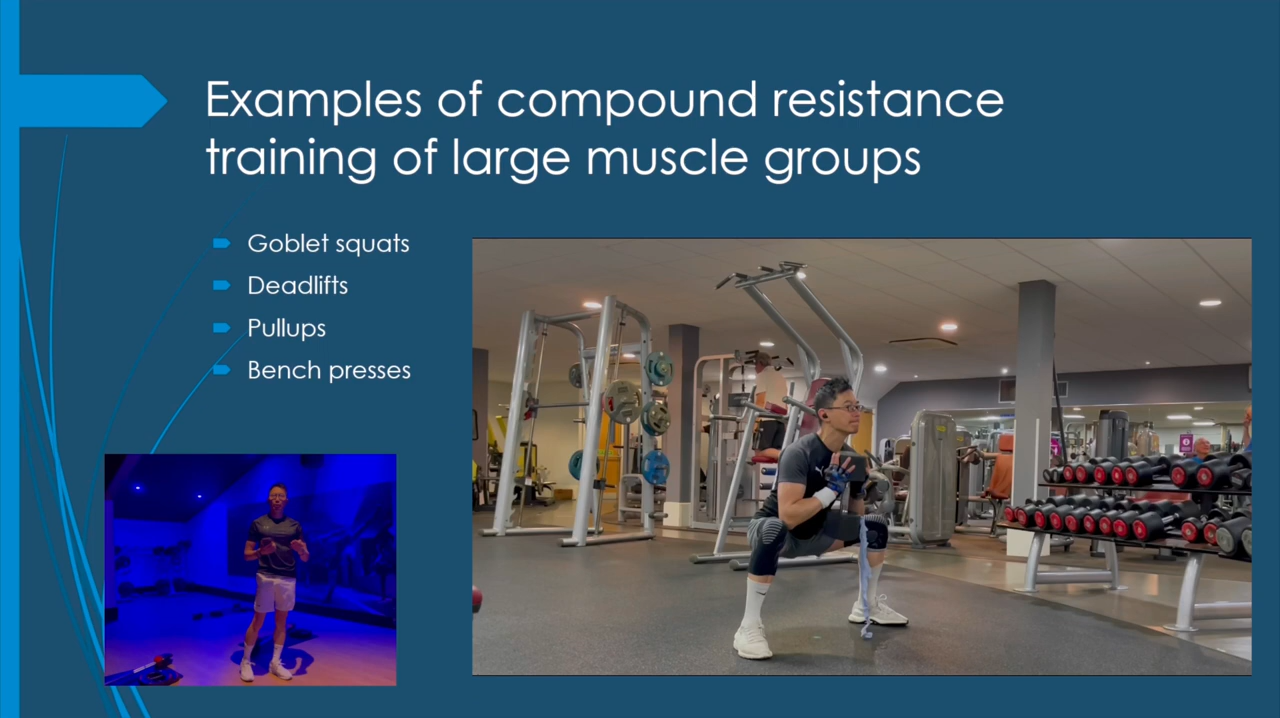 Examples of compound resistance
training of large muscle groups
Goblet squats
Deadlifts
Pullups
Bench presses